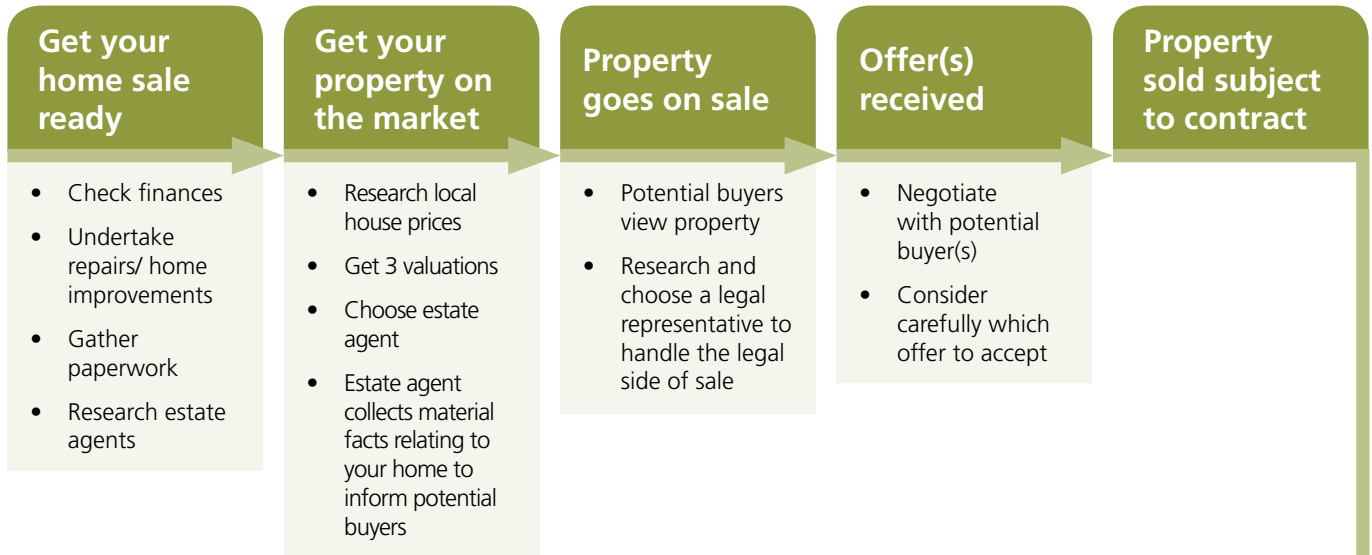 Get your
home sale
ready
• Check finances
• Undertake
repairs/ home
improvements
• Gather
paperwork
• Research estate
agents
Get your
property on
the market
• Research local
house prices
• Get 3 valuations
• Choose estate
agent
• Estate agent
collects material
facts relating to
your home to
inform potential
buyers
Property
goes on sale
• Potential buyers
view property
• Research and
choose a legal
representative to
handle the legal
side of sale
Offer(s)
received
• Negotiate
with potential
buyer(s)
• Consider
carefully which
offer to accept
Property
sold subject
to contract